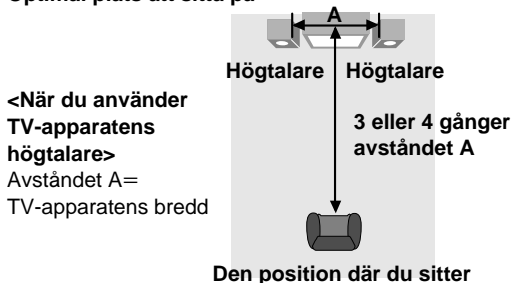 Optimal plats att sitta på
A
Högtalare Högtalare
<När du använder
TV-apparatens
högtalare>
Avståndet A=
TV-apparatens bredd
3 eller 4 gånger
avståndet A
Den position där du sitter